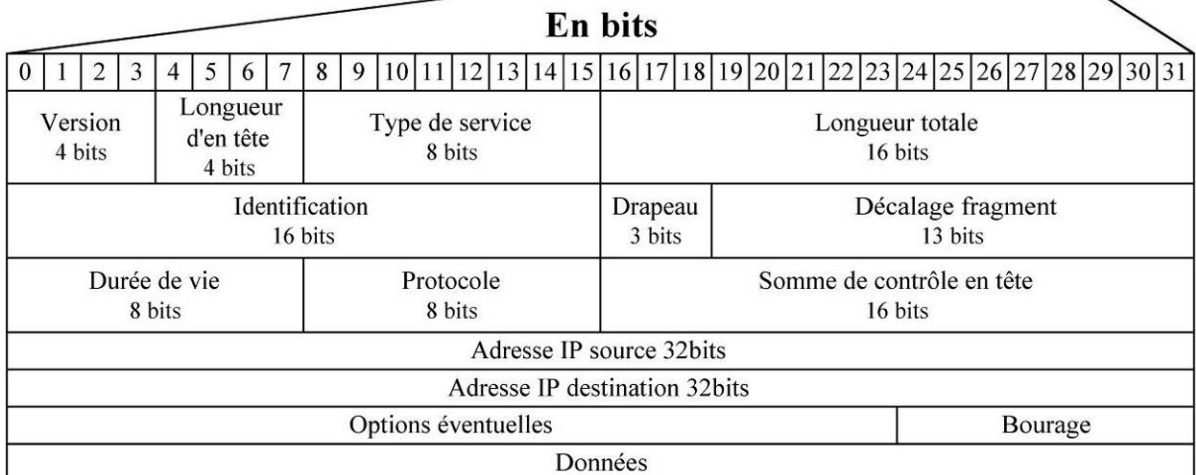 En bits
0 1 2 3 4 5 6 7 8 9 10 11 12 13 14 15 16 17 18 19 20 21 22 23 24 25 26 27 28 29 30 31
Version
4 bits
Longueur
d'en tête
4 bits
Type de service
8 bits
Longueur totale
16 bits
Identification
16 bits
Drapeau
3 bits
Décalage fragment
13 bits
Durée de vie
8 bits
Protocole
8 bits
Somme de contrôle en tête
16 bits
Adresse IP source 32bits
Adresse IP destination 32bits
Options éventuelles
Bourage
Données